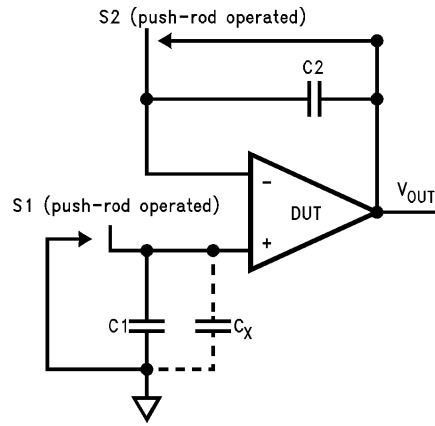 S2 (push-rod operated)
C2
VOUT
−
DUT
+
S1 (push-rod operated)
C1
CX